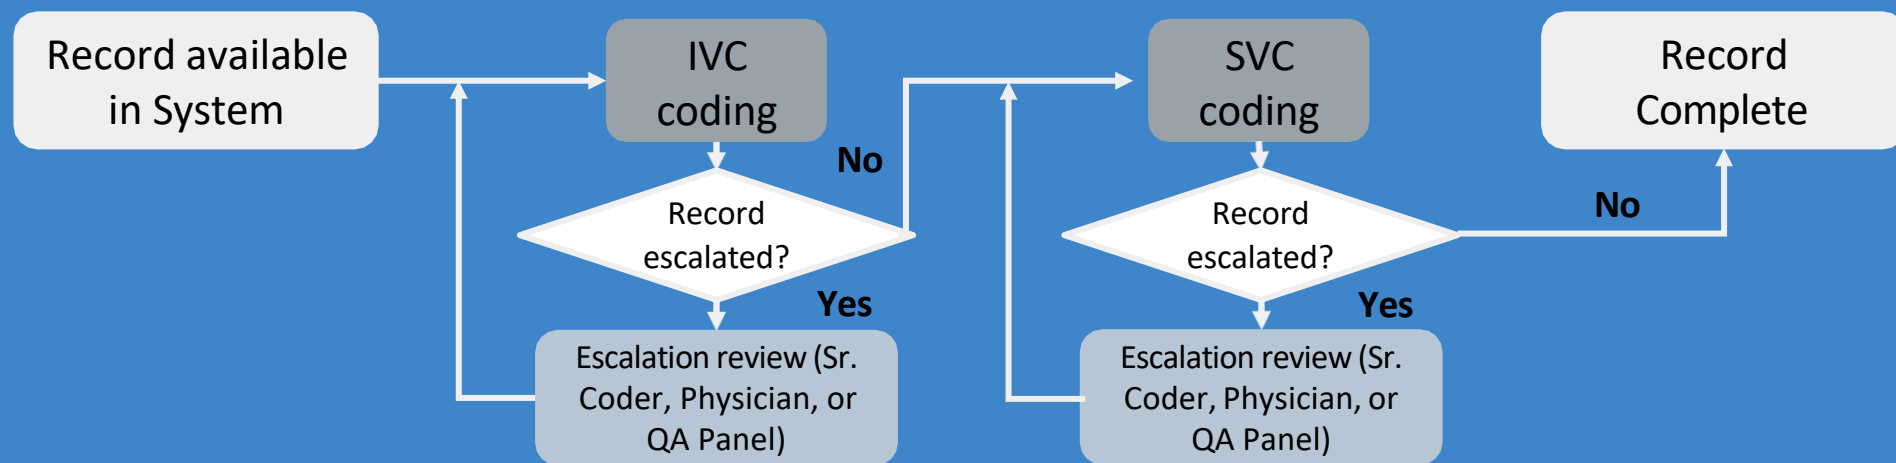 Record available
in System
IVC
coding
No
Record
escalated?
Yes
Escalation review (Sr.
Coder, Physician, or
QA Panel)
SVC
coding
Record
escalated?
No
Yes
Escalation review (Sr.
Coder, Physician, or
QA Panel)
Record
Complete